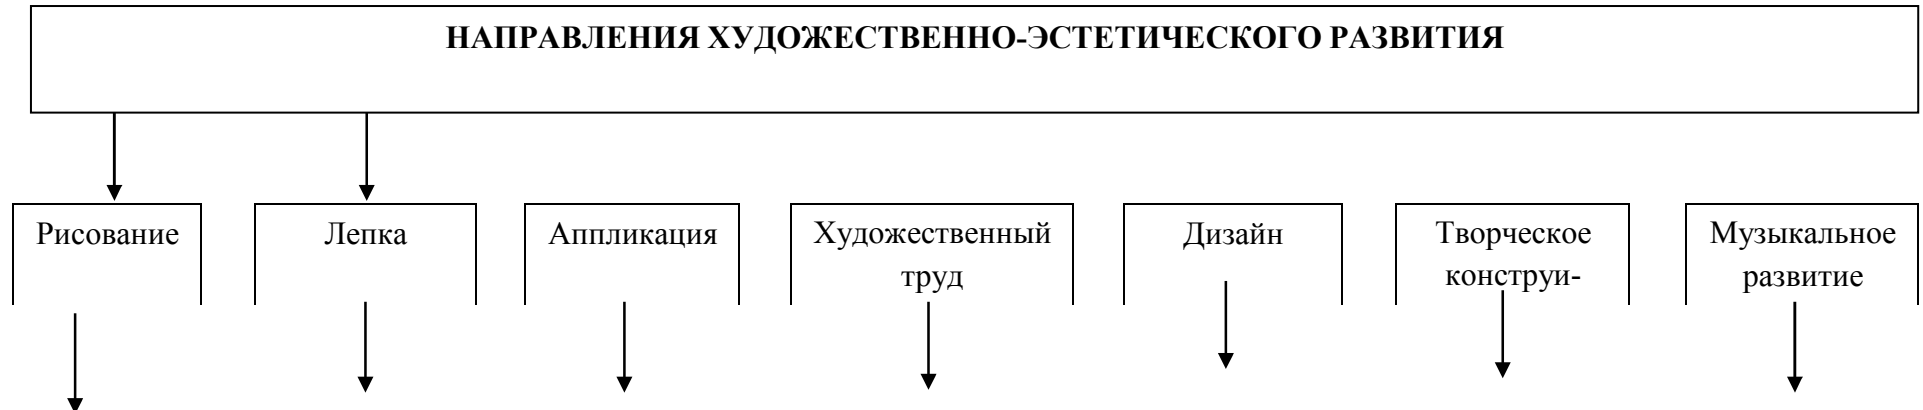 НАПРАВЛЕНИЯ ХУДОЖЕСТВЕННО-ЭСТЕТИЧЕСКОГО РАЗВИТИЯ
Рисование
Лепка
Аппликация
Художественный
труд
Дизайн
Творческое
конструи-
Музыкальное
развитие